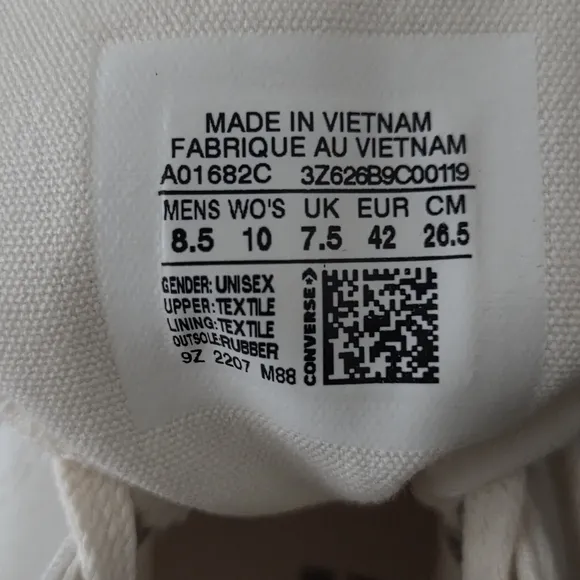 MADE IN VIETNAM
FABRIQUE AU VIETNAM
A01682C 3Z626B9C00119
MENS WO'S UK EUR CM
8.5 10 7.5 42 26.5
GENDER: UNISEX
UPPER: TEXTILE
LINING: TEXTILE
OUTSOLE: RUBBER
9Z 2207 M88
CONVERSE